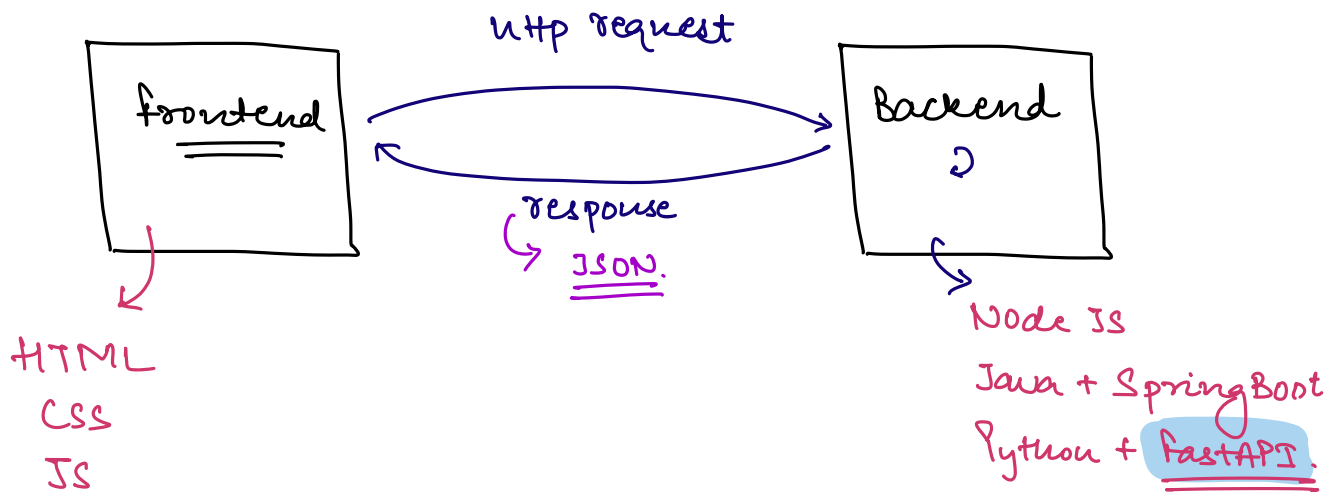 HTTP request
Frontend
Backend
response
JSON.
HTML
CSS
JS
Node JS
Java + SpringBoot
Python + FastAPI.